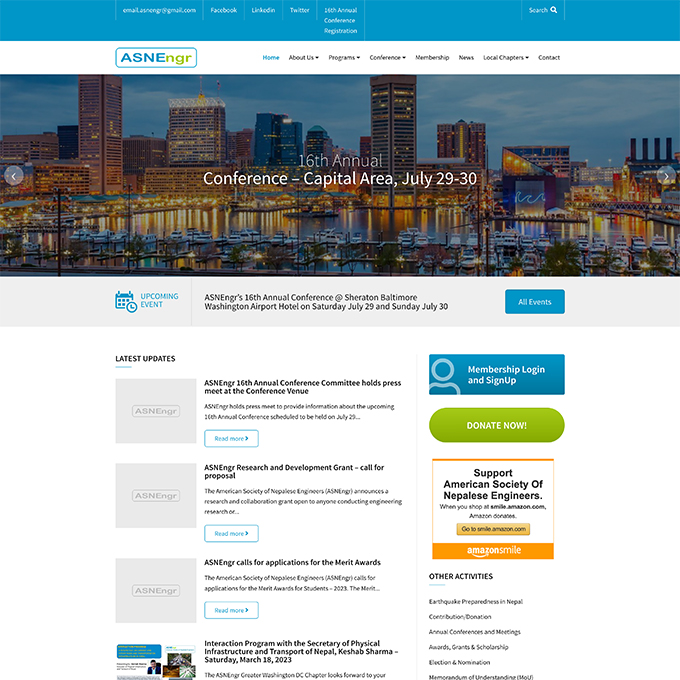 email.asnengr@gmail.com
Facebook
Linkedin
Twitter
16th Annual
Conference
Registration
Search
ASNEngr
Home
About Us
Programs
Conference
Membership
News
Local Chapters
Contact
16th Annual
Conference – Capital Area, July 29-30
UPCOMING
EVENT
ASNEngr's 16th Annual Conference @ Sheraton Baltimore
Washington Airport Hotel on Saturday July 29 and Sunday July 30
All Events
LATEST UPDATES
ASNEngr
ASNEngr 16th Annual Conference Committee holds press
meet at the Conference Venue
ASNEngr holds press meet to provide information about the upcoming
16th Annual Conference scheduled to be held on July 29...
Read more
ASNEngr
ASNEngr Research and Development Grant – call for
proposal
The American Society of Nepalese Engineers (ASNEngr) announces a
research and collaboration grant open to anyone conducting engineering
research or...
Read more
ASNEngr
ASNEngr calls for applications for the Merit Awards
The American Society of Nepalese Engineers (ASNEngr) calls for
applications for the Merit Awards for Students – 2023. The Merit...
Read more
Interaction Program with the Secretary of Physical
Infrastructure and Transport of Nepal, Keshab Sharma –
Saturday, March 18, 2023
The ASNEngr Greater Washington DC Chapter looks forward to your
Membership Login
and SignUp
DONATE NOW!
Support
American Society Of
Nepalese Engineers.
When you shop at smile.amazon.com,
Amazon donates.
Go to smile.amazon.com
amazonsmile
OTHER ACTIVITIES
Earthquake Preparedness in Nepal
Contribution/Donation
Annual Conferences and Meetings
Awards, Grants & Scholarship
Election & Nomination
Memorandum of Understanding (MoU)